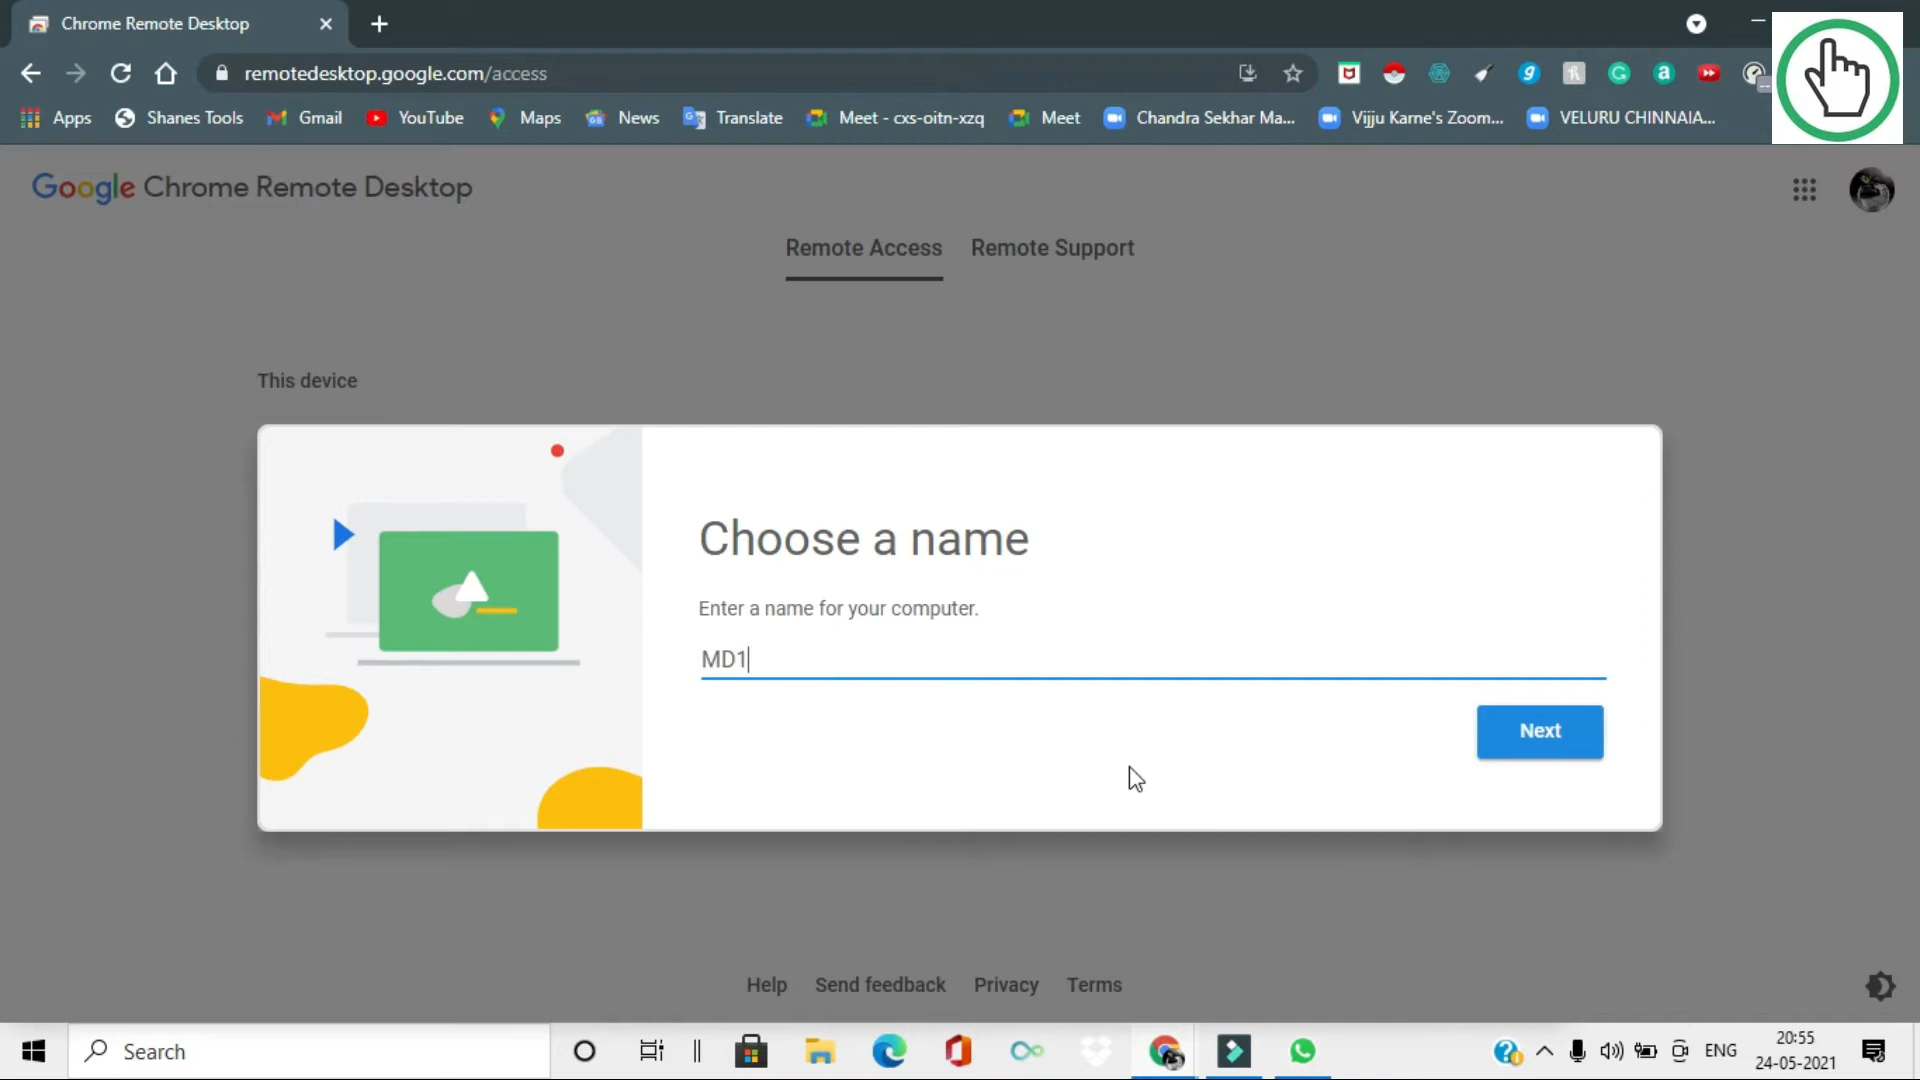 Chrome Remote Desktop
remotedesktop.google.com/access
Apps Shanes Tools Gmail YouTube Maps News Translate Meet - cxs-oitn-xzq Meet Chandra Sekhar Ma... Vijju Karne's Zoom... VELURU CHINNAIA...
Google Chrome Remote Desktop
Remote Access Remote Support
This device
Choose a name
Enter a name for your computer.
MD1
Next
Help Send feedback Privacy Terms
Search
ENG
20:55
24-05-2021